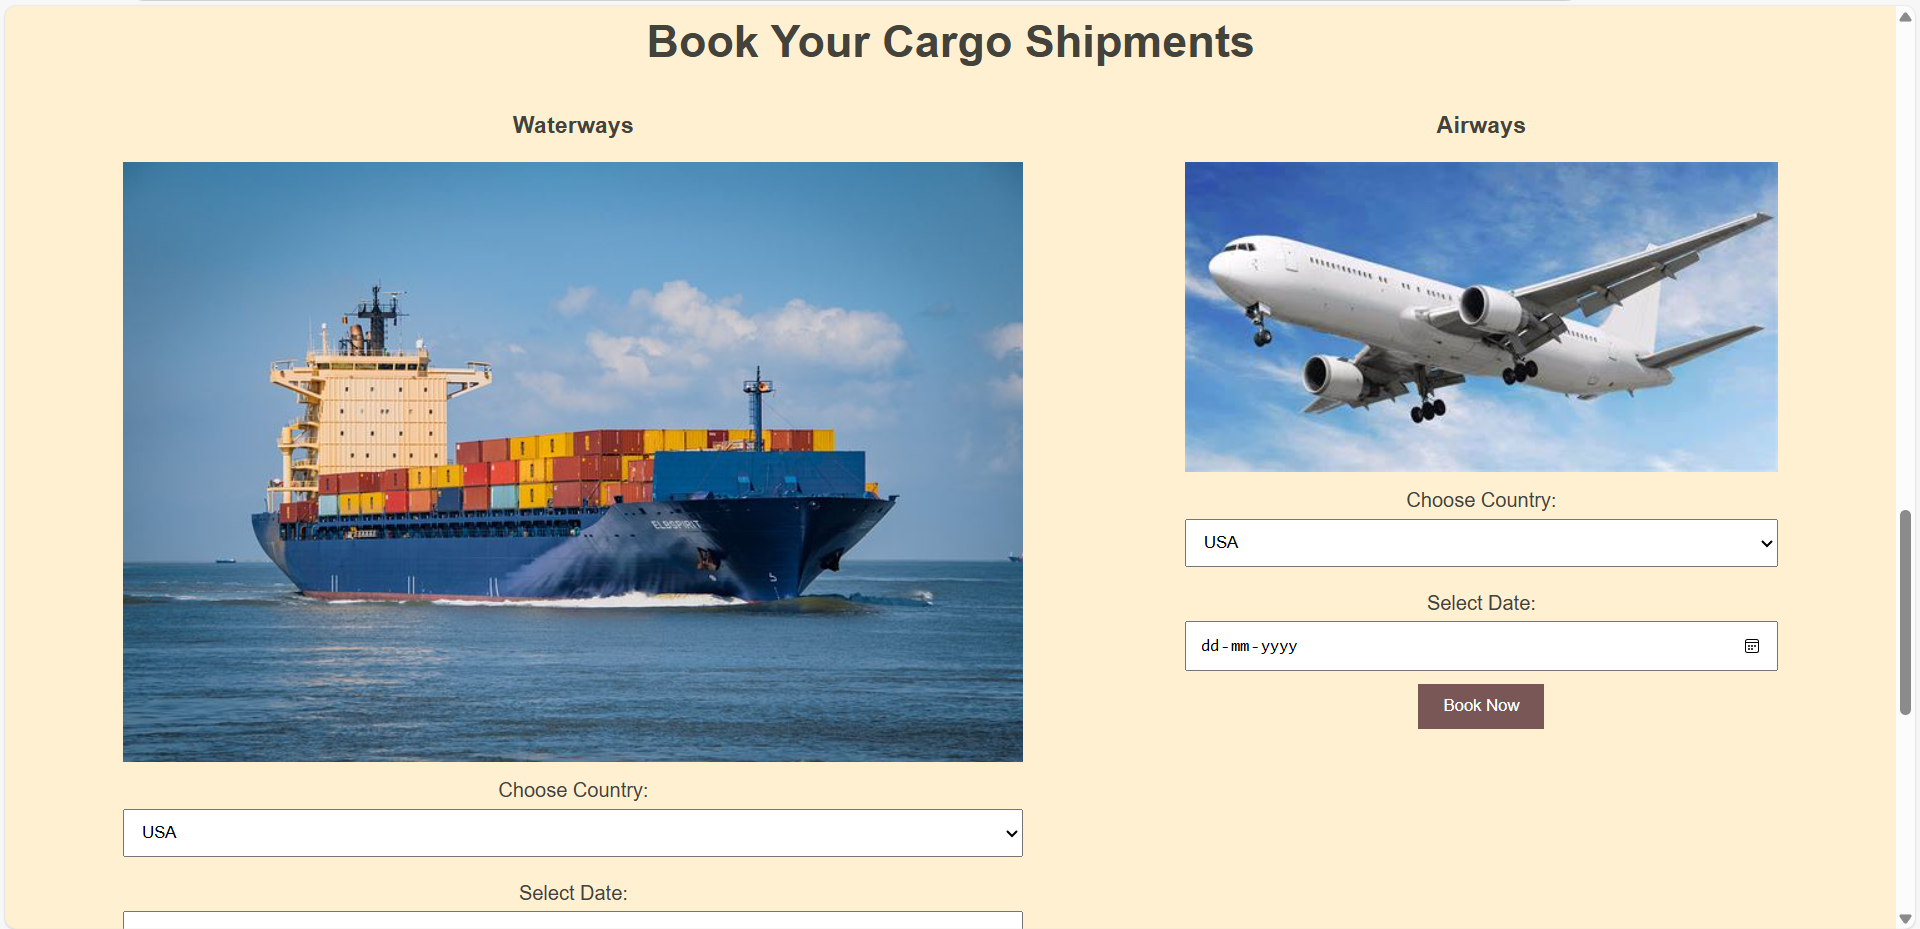 Book Your Cargo Shipments
Waterways
ELBSPIRIT
Choose Country:
USA
Select Date:
Airways
Choose Country:
USA
Select Date:
dd-mm-yyyy
Book Now